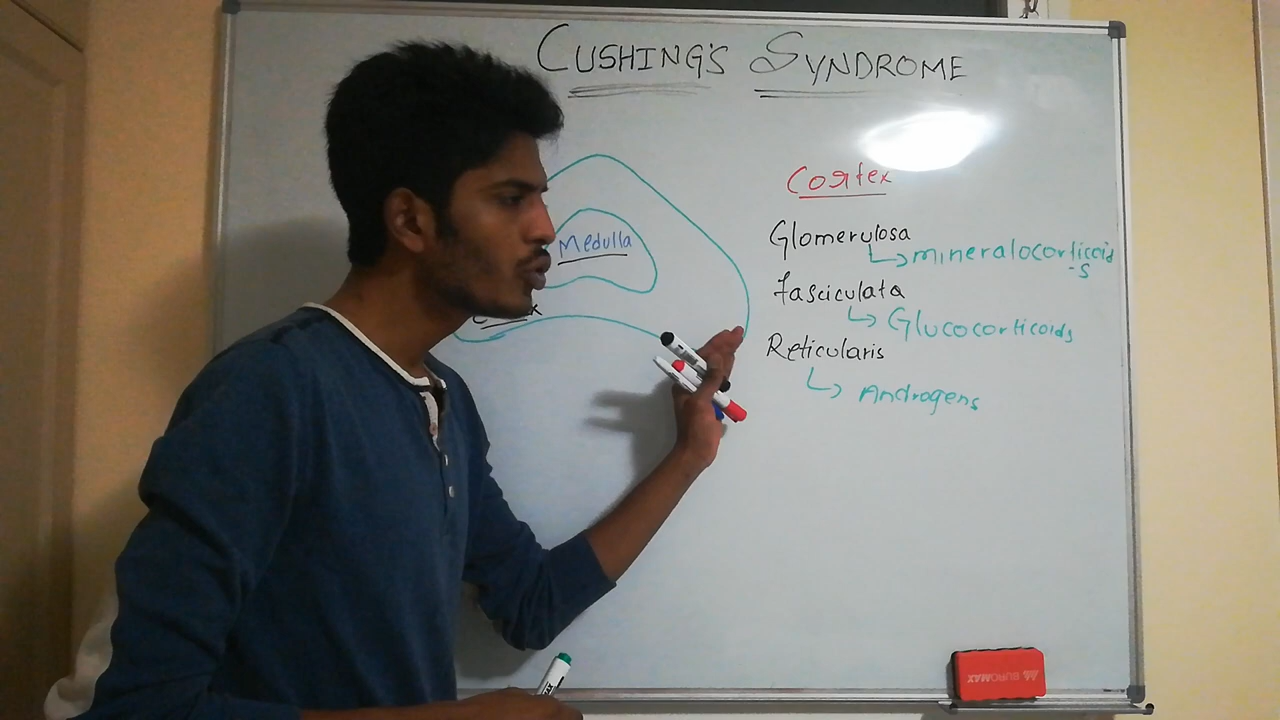 CUSHING'S SYNDROME
Medulla
Cortex
Glomerulosa
mineralocorticoid
-s
fasciculata
Glucocorticoids
Reticularis
Androgens
BUROMAX